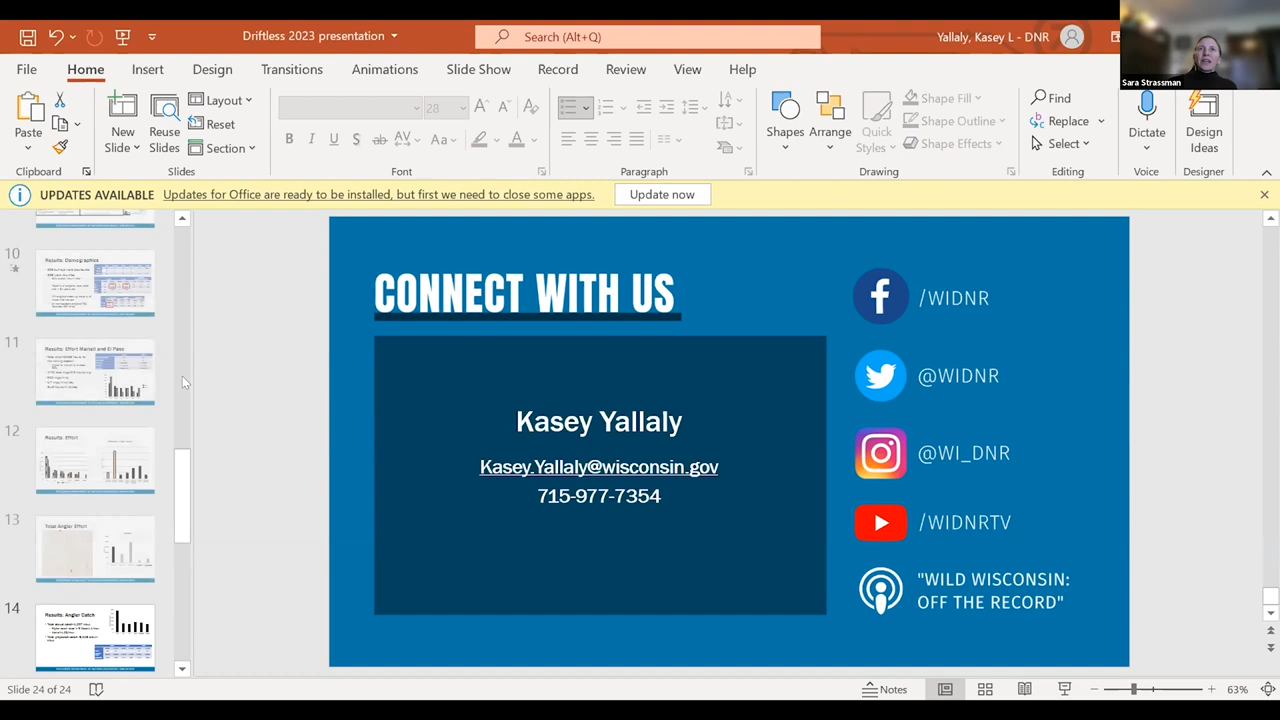 Driftless 2023 presentation
Search (Alt+Q)
Yallaly, Kasey L - DNR
Sara Strassman
File Home Insert Design Transitions Animations Slide Show Record Review View Help
Paste
New Slide
Reuse Slides
Layout
Reset
Section
28
B I U S ab AV Aa A
Shapes
Arrange
Quick Styles
Shape Fill
Shape Outline
Shape Effects
Find
Replace
Select
Dictate
Design Ideas
Clipboard Slides Font Paragraph Drawing Editing Voice Designer
UPDATES AVAILABLE Updates for Office are ready to be installed, but first we need to close some apps. Update now
10
Results: Demographics
11
Results: Effort Maxwell and El Paso
12
Results: Effort
13
Total Angler Effort
14
Results: Angler Catch
CONNECT WITH US
Kasey Yallaly
Kasey.Yallaly@wisconsin.gov
715-977-7354
/WIDNR
@WIDNR
@WI_DNR
/WIDNRTV
"WILD WISCONSIN:
OFF THE RECORD"
Slide 24 of 24
Notes
63%